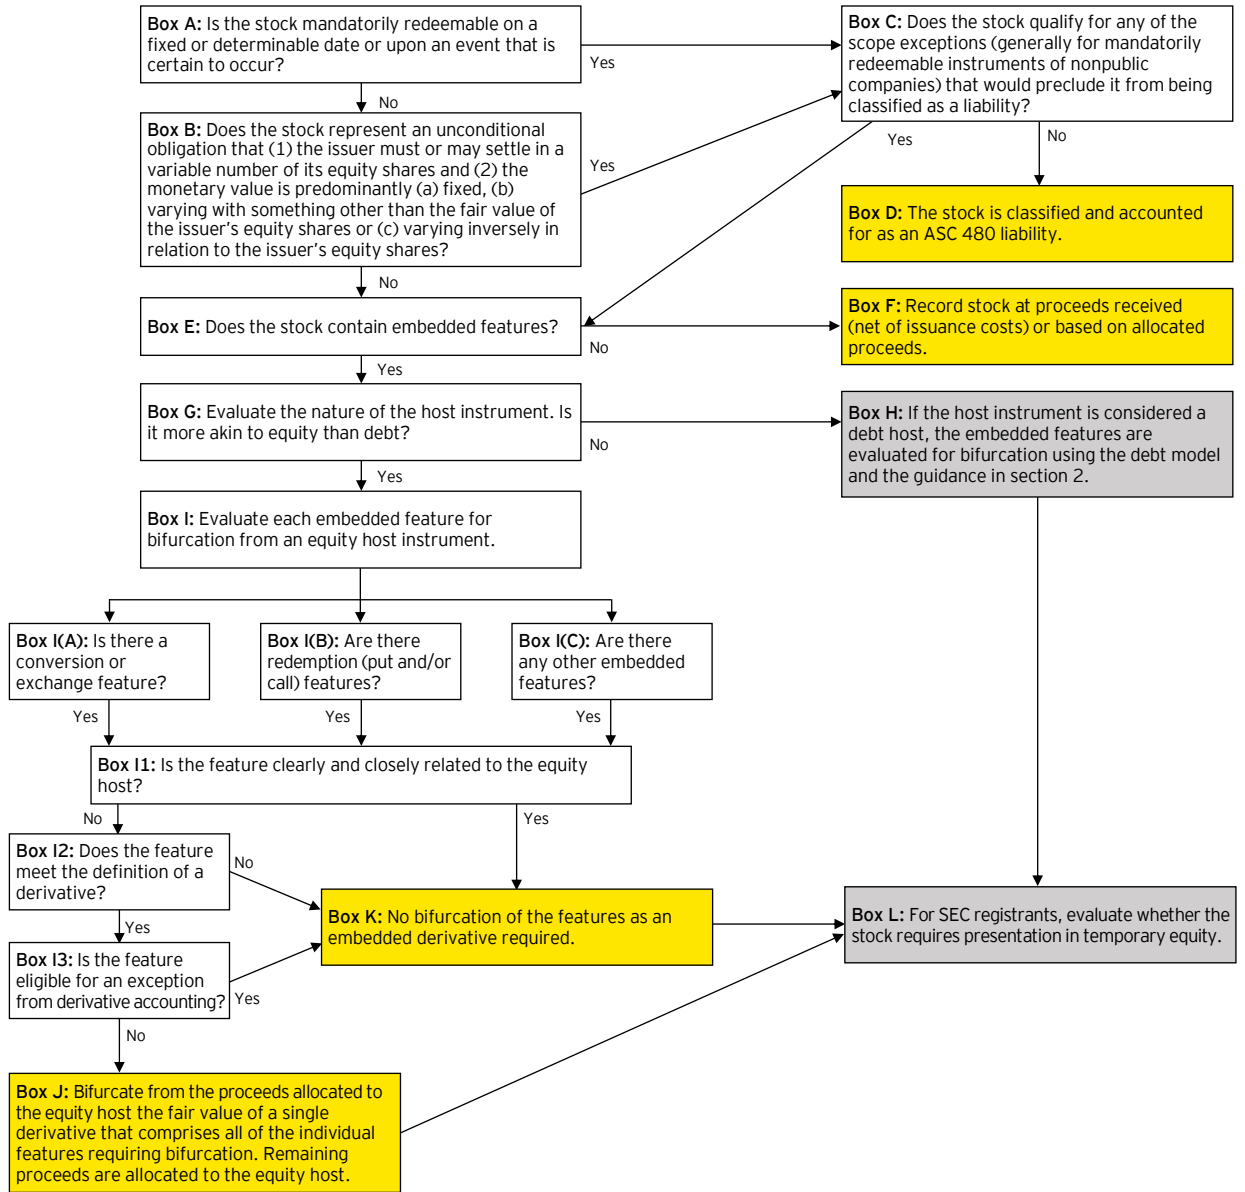 Box A: Is the stock mandatorily redeemable on a
fixed or determinable date or upon an event that is
certain to occur?
Yes
No
Box C: Does the stock qualify for any of the
scope exceptions (generally for mandatorily
redeemable instruments of nonpublic
companies) that would preclude it from being
classified as a liability?
Yes
No
Box B: Does the stock represent an unconditional
obligation that (1) the issuer must or may settle in a
variable number of its equity shares and (2) the
monetary value is predominantly (a) fixed, (b)
varying with something other than the fair value of
the issuer's equity shares or (c) varying inversely in
relation to the issuer's equity shares?
Yes
No
Box D: The stock is classified and accounted
for as an ASC 480 liability.
Box E: Does the stock contain embedded features?
No
Yes
Box F: Record stock at proceeds received
(net of issuance costs) or based on allocated
proceeds.
Box G: Evaluate the nature of the host instrument. Is
it more akin to equity than debt?
No
Yes
Box H: If the host instrument is considered a
debt host, the embedded features are
evaluated for bifurcation using the debt model
and the guidance in section 2.
Box I: Evaluate each embedded feature for
bifurcation from an equity host instrument.
Box I(A): Is there a
conversion or
exchange feature?
Yes
Box I(B): Are there
redemption (put and/or
call) features?
Yes
Box I(C): Are there
any other embedded
features?
Yes
Box I1: Is the feature clearly and closely related to the equity
host?
No
Yes
Box I2: Does the feature
meet the definition of a
derivative?
No
Yes
Box I3: Is the feature
eligible for an exception
from derivative accounting?
Yes
No
Box K: No bifurcation of the features as an
embedded derivative required.
Box L: For SEC registrants, evaluate whether the
stock requires presentation in temporary equity.
Box J: Bifurcate from the proceeds allocated to
the equity host the fair value of a single
derivative that comprises all of the individual
features requiring bifurcation. Remaining
proceeds are allocated to the equity host.